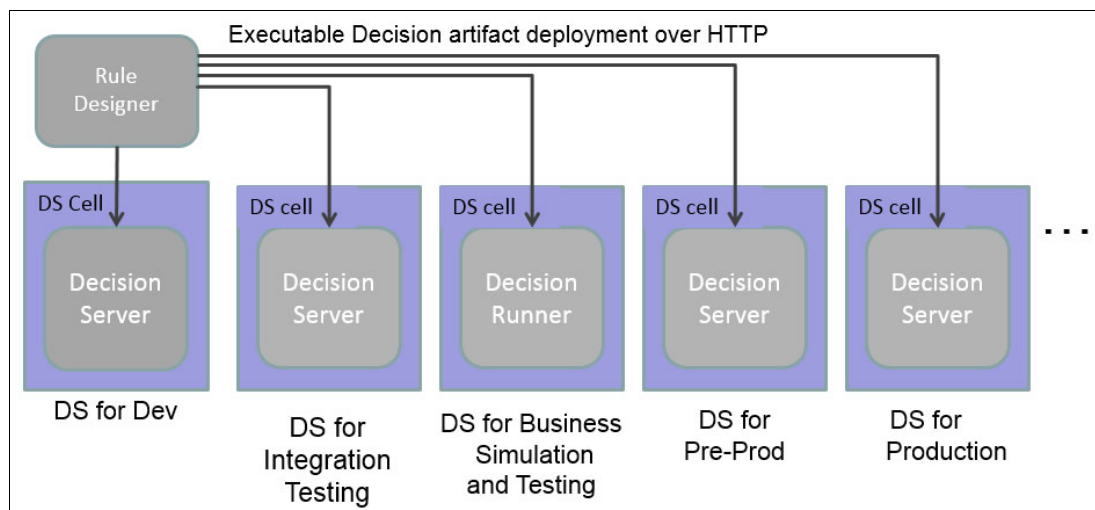 Executable Decision artifact deployment over HTTP
Rule
Designer
DS Cell
Decision
Server
DS for Dev
DS cell
Decision
Server
DS for
Integration
Testing
DS cell
Decision
Runner
DS for Business
Simulation
and Testing
DS cell
Decision
Server
DS for
Pre-Prod
DS cell
Decision
Server
DS for
Production
...